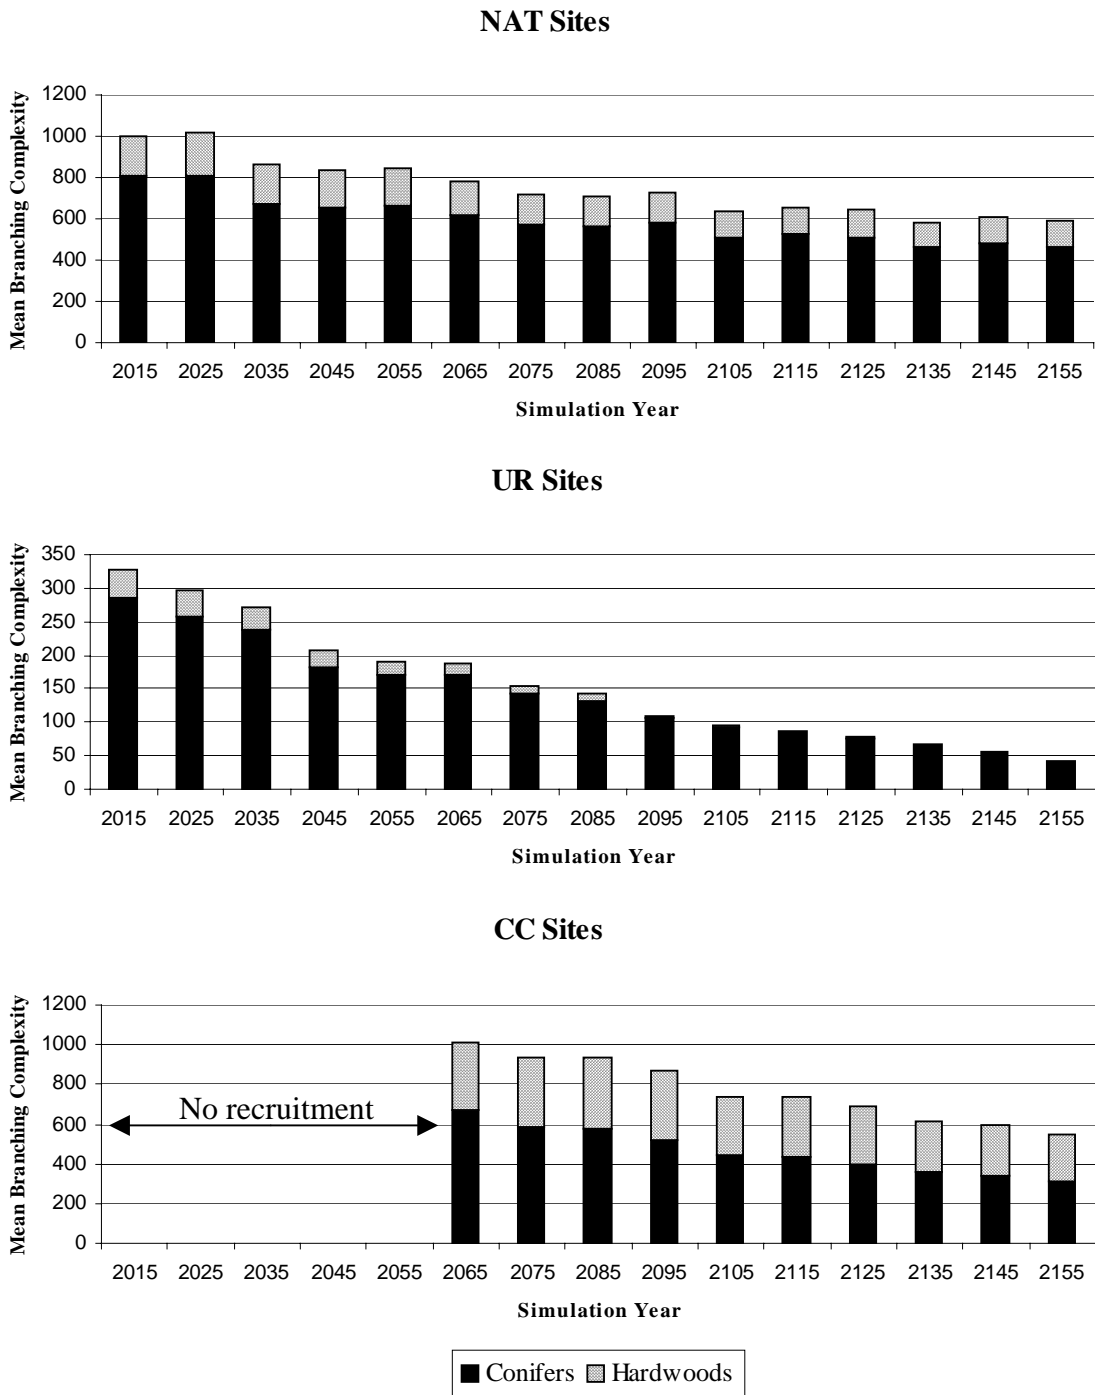 NAT Sites
Mean Branching Complexity
1200
1000
800
600
400
200
0
2015 2025 2035 2045 2055 2065 2075 2085 2095 2105 2115 2125 2135 2145 2155
Simulation Year
UR Sites
Mean Branching Complexity
350
300
250
200
150
100
50
0
2015 2025 2035 2045 2055 2065 2075 2085 2095 2105 2115 2125 2135 2145 2155
Simulation Year
CC Sites
Mean Branching Complexity
1200
1000
800
600
400
200
0
No recruitment
2015 2025 2035 2045 2055 2065 2075 2085 2095 2105 2115 2125 2135 2145 2155
Simulation Year
Conifers Hardwoods